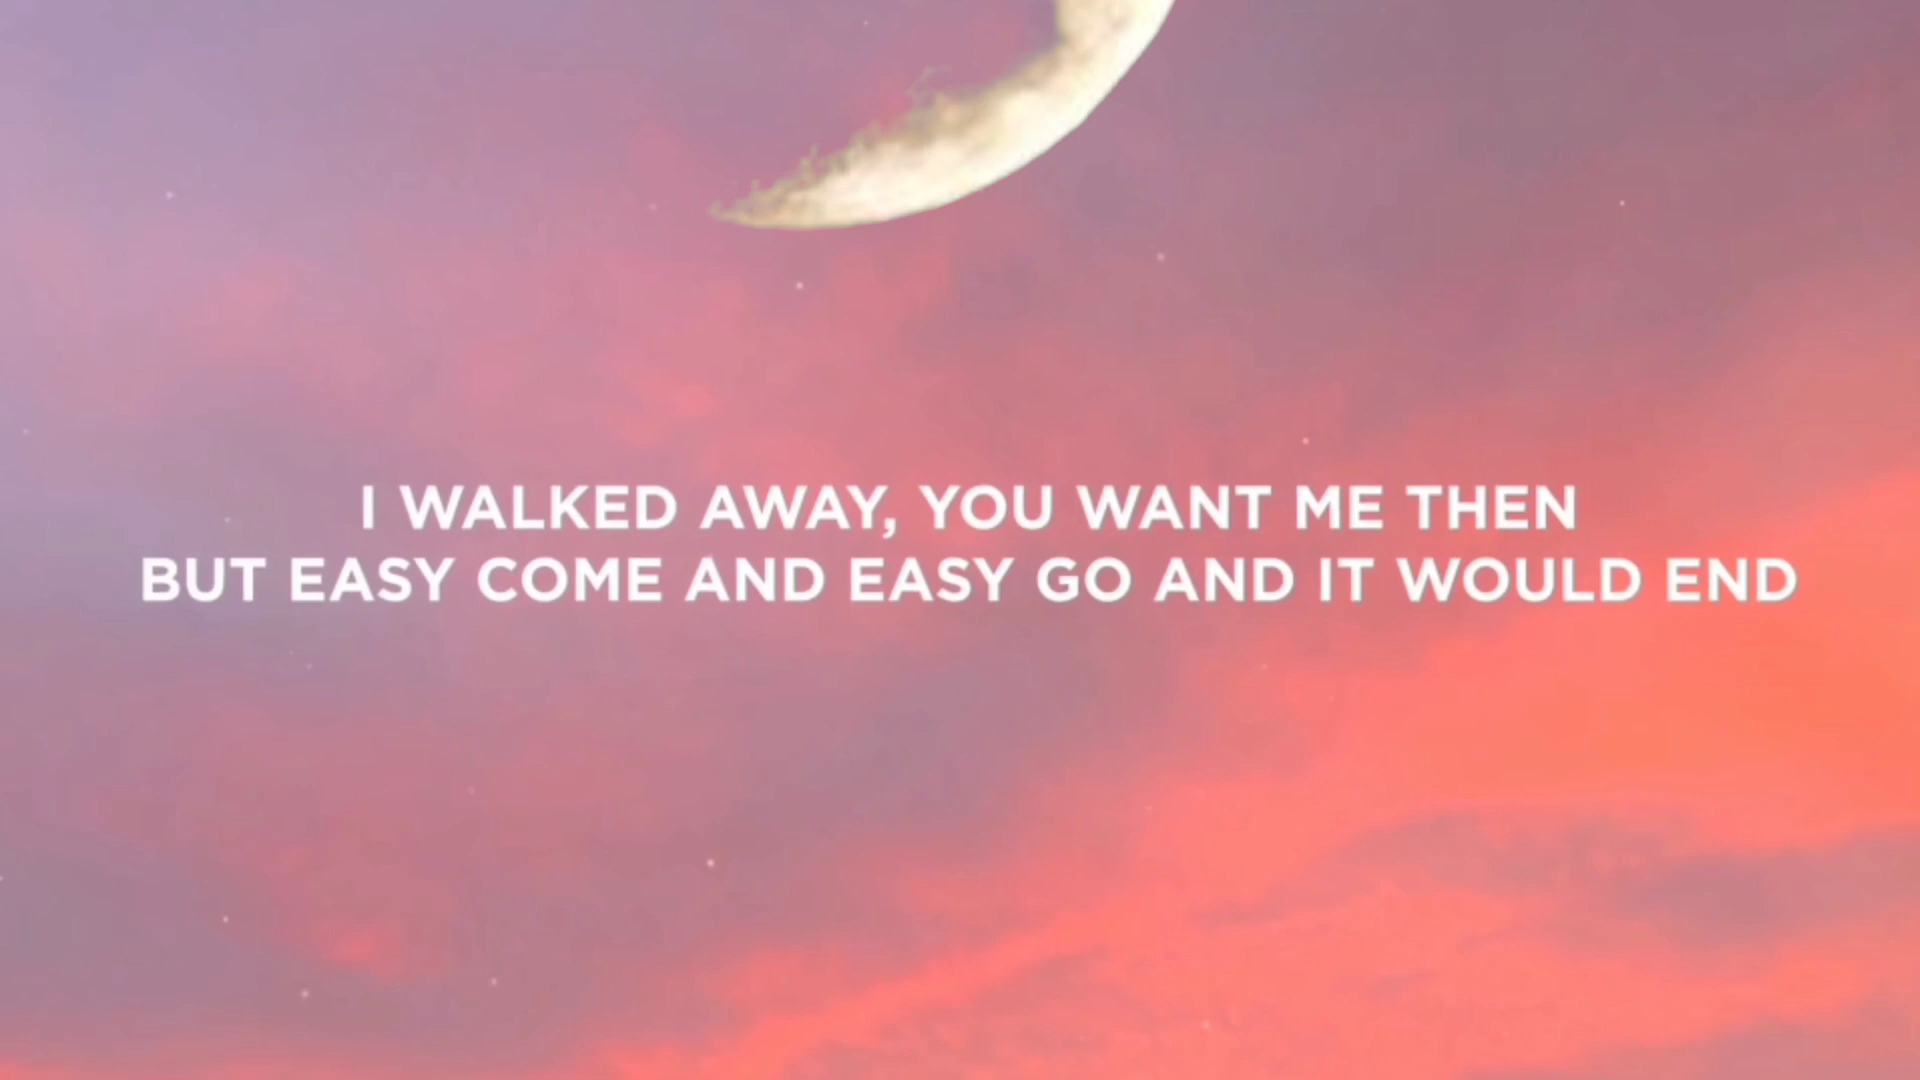 I WALKED AWAY, YOU WANT ME THEN
BUT EASY COME AND EASY GO AND IT WOULD END